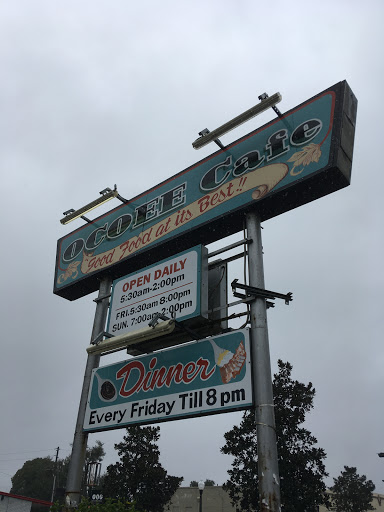 OCOEE Cafe
Good Food at its Best!!
OPEN DAILY
5:30am-2:00pm
FRI. 5:30am 8:00pm
SUN. 7:00am-2:00pm
Dinner
Every Friday Till 8 pm